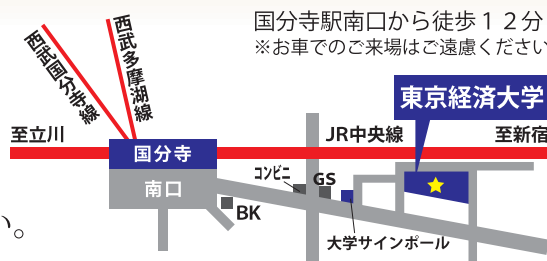 国分寺駅南口から徒歩１２分
※お車でのご来場はご遠慮ください
西武国分寺線
西武多摩湖線
東京経済大学
至立川
JR中央線
至新宿
国分寺
コンビニ
GS
南口
BK
大学サインポール
い。